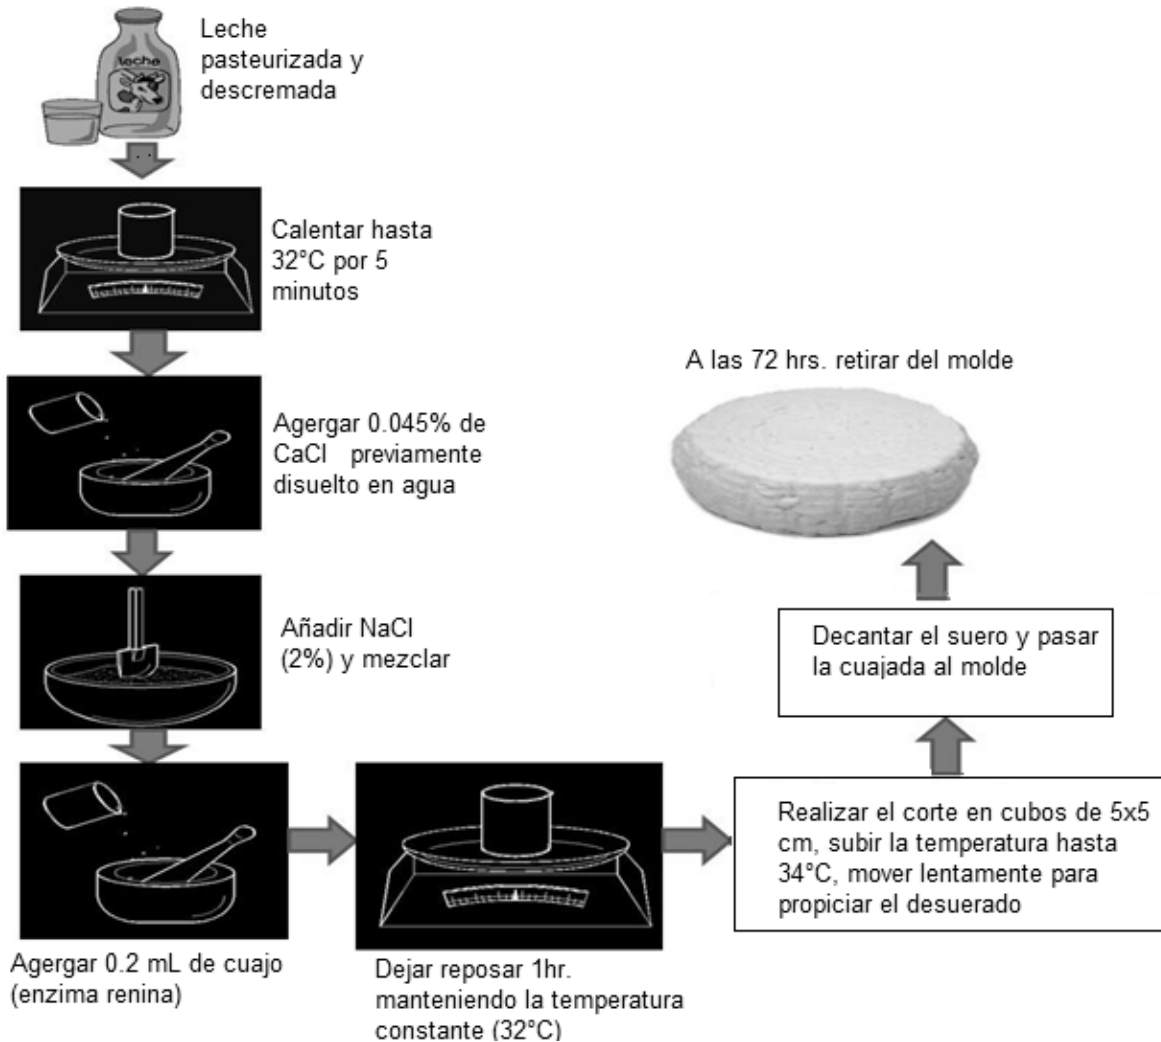 Leche
pasteurizada y
descremada
leche
Calentar hasta
32°C por 5
minutos
Agergar 0.045% de
CaCl previamente
disuelto en agua
Añadir NaCl
(2%) y mezclar
Agergar 0.2 mL de cuajo
(enzima renina)
Dejar reposar 1hr.
manteniendo la temperatura
constante (32°C)
Realizar el corte en cubos de 5x5
cm, subir la temperatura hasta
34°C, mover lentamente para
propiciar el desuerado
Decantar el suero y pasar
la cuajada al molde
A las 72 hrs. retirar del molde